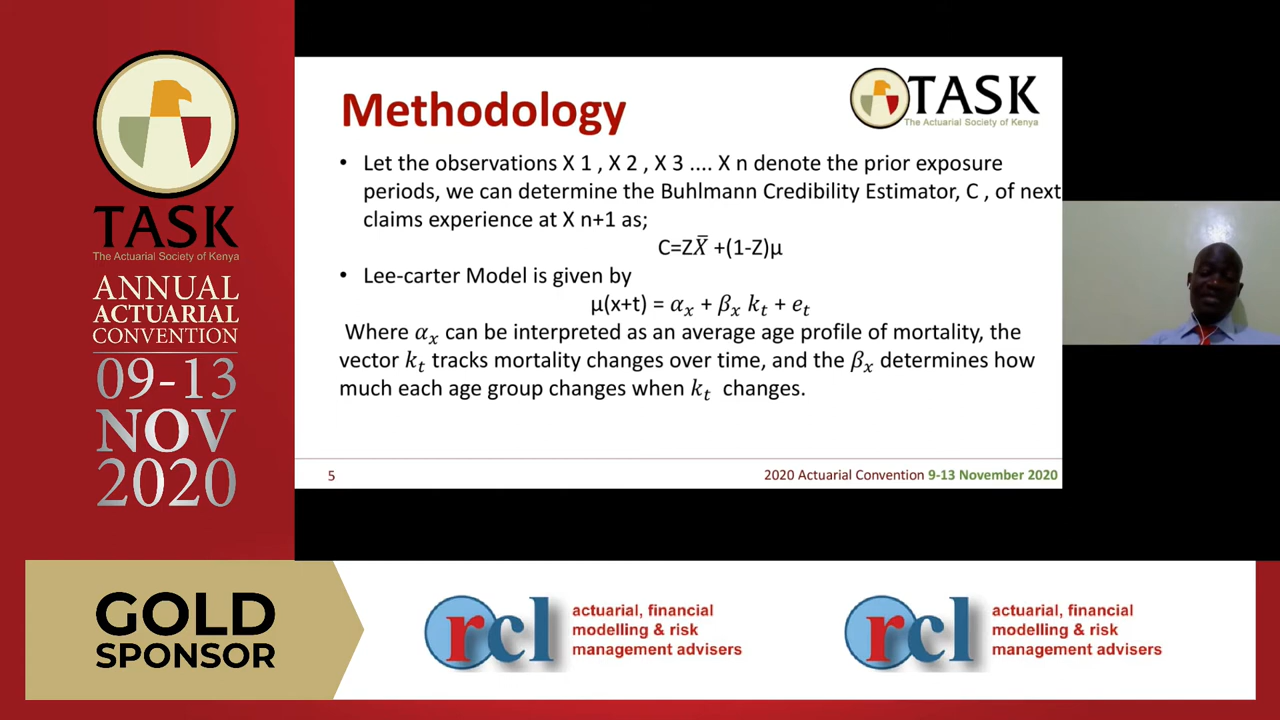 TASK
The Actuarial Society of Kenya
ANNUAL
ACTUARIAL
CONVENTION
09-13
NOV
2020
Methodology
TASK
The Actuarial Society of Kenya
• Let the observations X 1 , X 2 , X 3 .... X n denote the prior exposure
periods, we can determine the Buhlmann Credibility Estimator, C , of next
claims experience at X n+1 as;
C=ZX̅ +(1-Z)µ
• Lee-carter Model is given by
µ(x+t) = αₓ + βₓ kₜ + eₜ
Where αₓ can be interpreted as an average age profile of mortality, the
vector kₜ tracks mortality changes over time, and the βₓ determines how
much each age group changes when kₜ changes.
5
2020 Actuarial Convention 9-13 November 2020
GOLD
SPONSOR
rcl
actuarial, financial
modelling & risk
management advisers
rcl
actuarial, financial
modelling & risk
management advisers